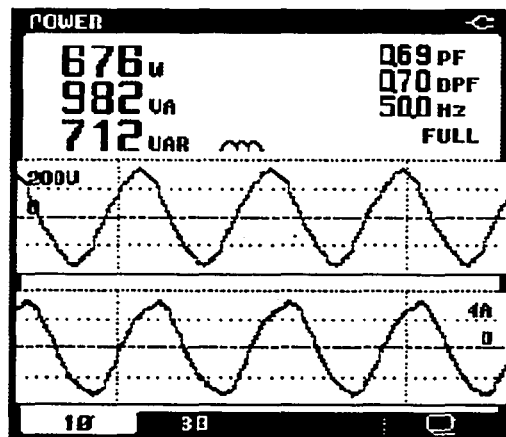 POWER
676 W
982 VA
712 VAR
0.69 PF
0.70 DPF
50.0 Hz
FULL
200V
0
4A
0
1Ø
3Ø